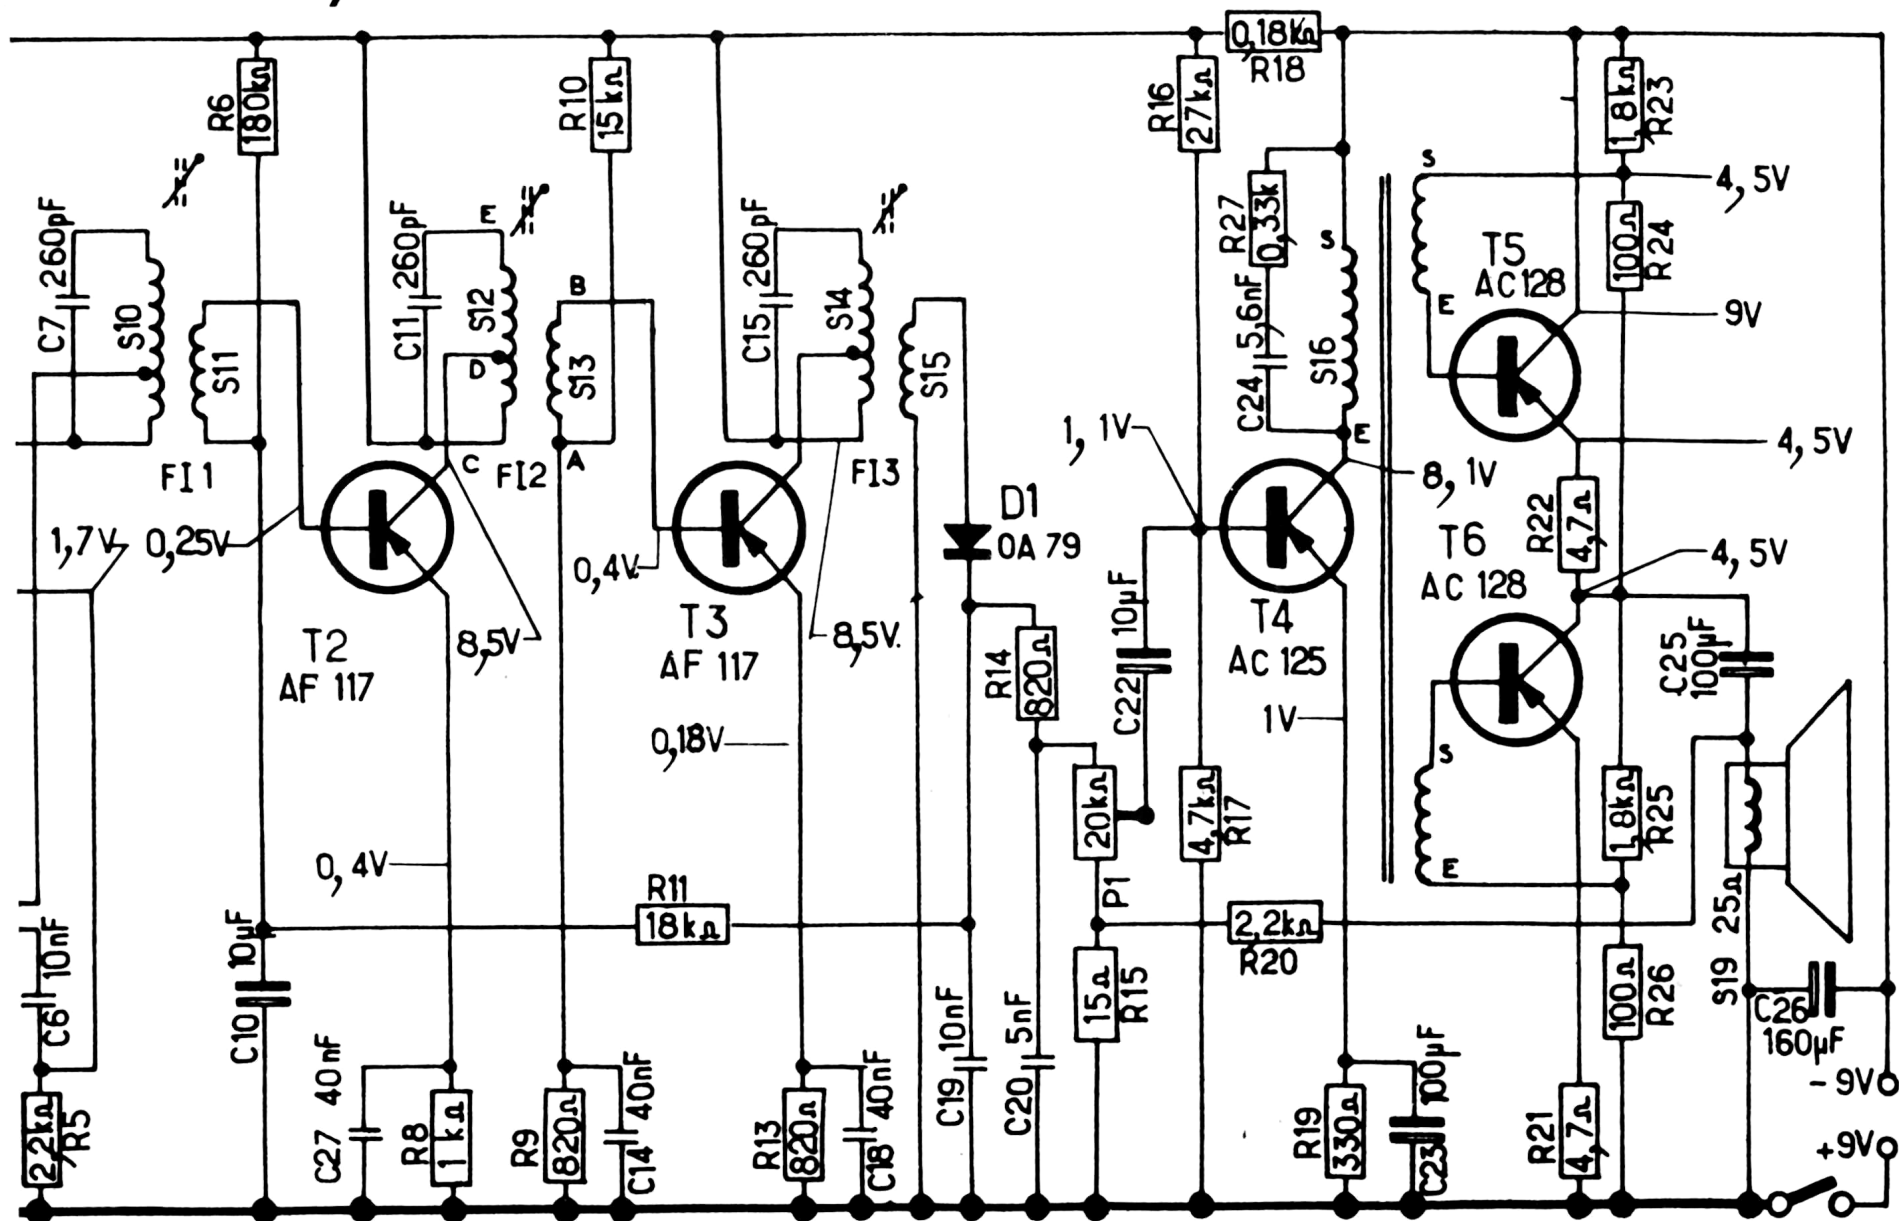 0,18kΩ
R18
R6
180kΩ
R10
15kΩ
R16
27kΩ
1,8kΩ
R23
C7
260pF
S10
S11
C11
260pF
E
S12
D
B
S13
C15
260pF
S14
S15
R27
0,33k
C24
5,6nF
S
S16
E
S
E
4,5V
100Ω
R24
T5
AC128
9V
4,5V
FI1
C
FI2
A
FI3
1,1V
8,1V
1,7V
0,25V
0,4V
D1
OA 79
R22
4,7Ω
T6
AC 128
4,5V
T2
AF 117
8,5V
T3
AF 117
8,5V
R14
820Ω
C22
10µF
T4
AC 125
C25
100µF
0,18V
1V
0,4V
20kΩ
P1
4,7kΩ
R17
S
E
1,8kΩ
R25
R11
18kΩ
2,2kΩ
R20
25Ω
S19
C6
10nF
C10
10µF
C19
10nF
C20
5nF
15Ω
R15
100Ω
R26
C26
160µF
-9V
+9V
2,2kΩ
R5
C27
40nF
R8
1kΩ
R9
820Ω
C14
40nF
R13
820Ω
C18
40nF
R19
330Ω
C23
100µF
R21
4,7Ω